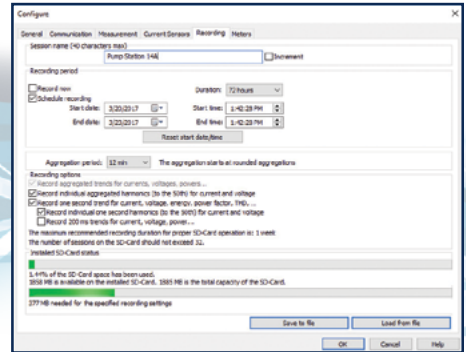 Configure
General Communication Measurement Current Sensors Recording Meters
Session name (40 characters max)
Pump Station 14A
Increment
Recording period
Record now
Duration: 72 hours
Schedule recording
Start date: 3/20/2017 Start time: 1:42:28 PM
End date: 3/23/2017 End time: 1:42:28 PM
Reset start date/time
Aggregation period: 12 min The aggregation starts at rounded aggregations
Recording options
Record aggregated trends for currents, voltages, powers...
Record individual aggregated harmonics (to the 50th) for current and voltage
Record one second trend for current, voltage, energy, power factor, THD, ...
Record individual one second harmonics (to the 50th) for current and voltage
Record 200 ms trends for current, voltage, power...
The maximum recommended recording duration for proper SD-Card operation is: 1 week
The number of sessions on the SD-Card should not exceed 32.
Installed SD-Card status
1.44% of the SD-Card space has been used.
1858 MB is available on the installed SD-Card. 1885 MB is the total capacity of the SD-Card.
377 MB needed for the specified recording settings
Save to file Load from file
OK Cancel Help